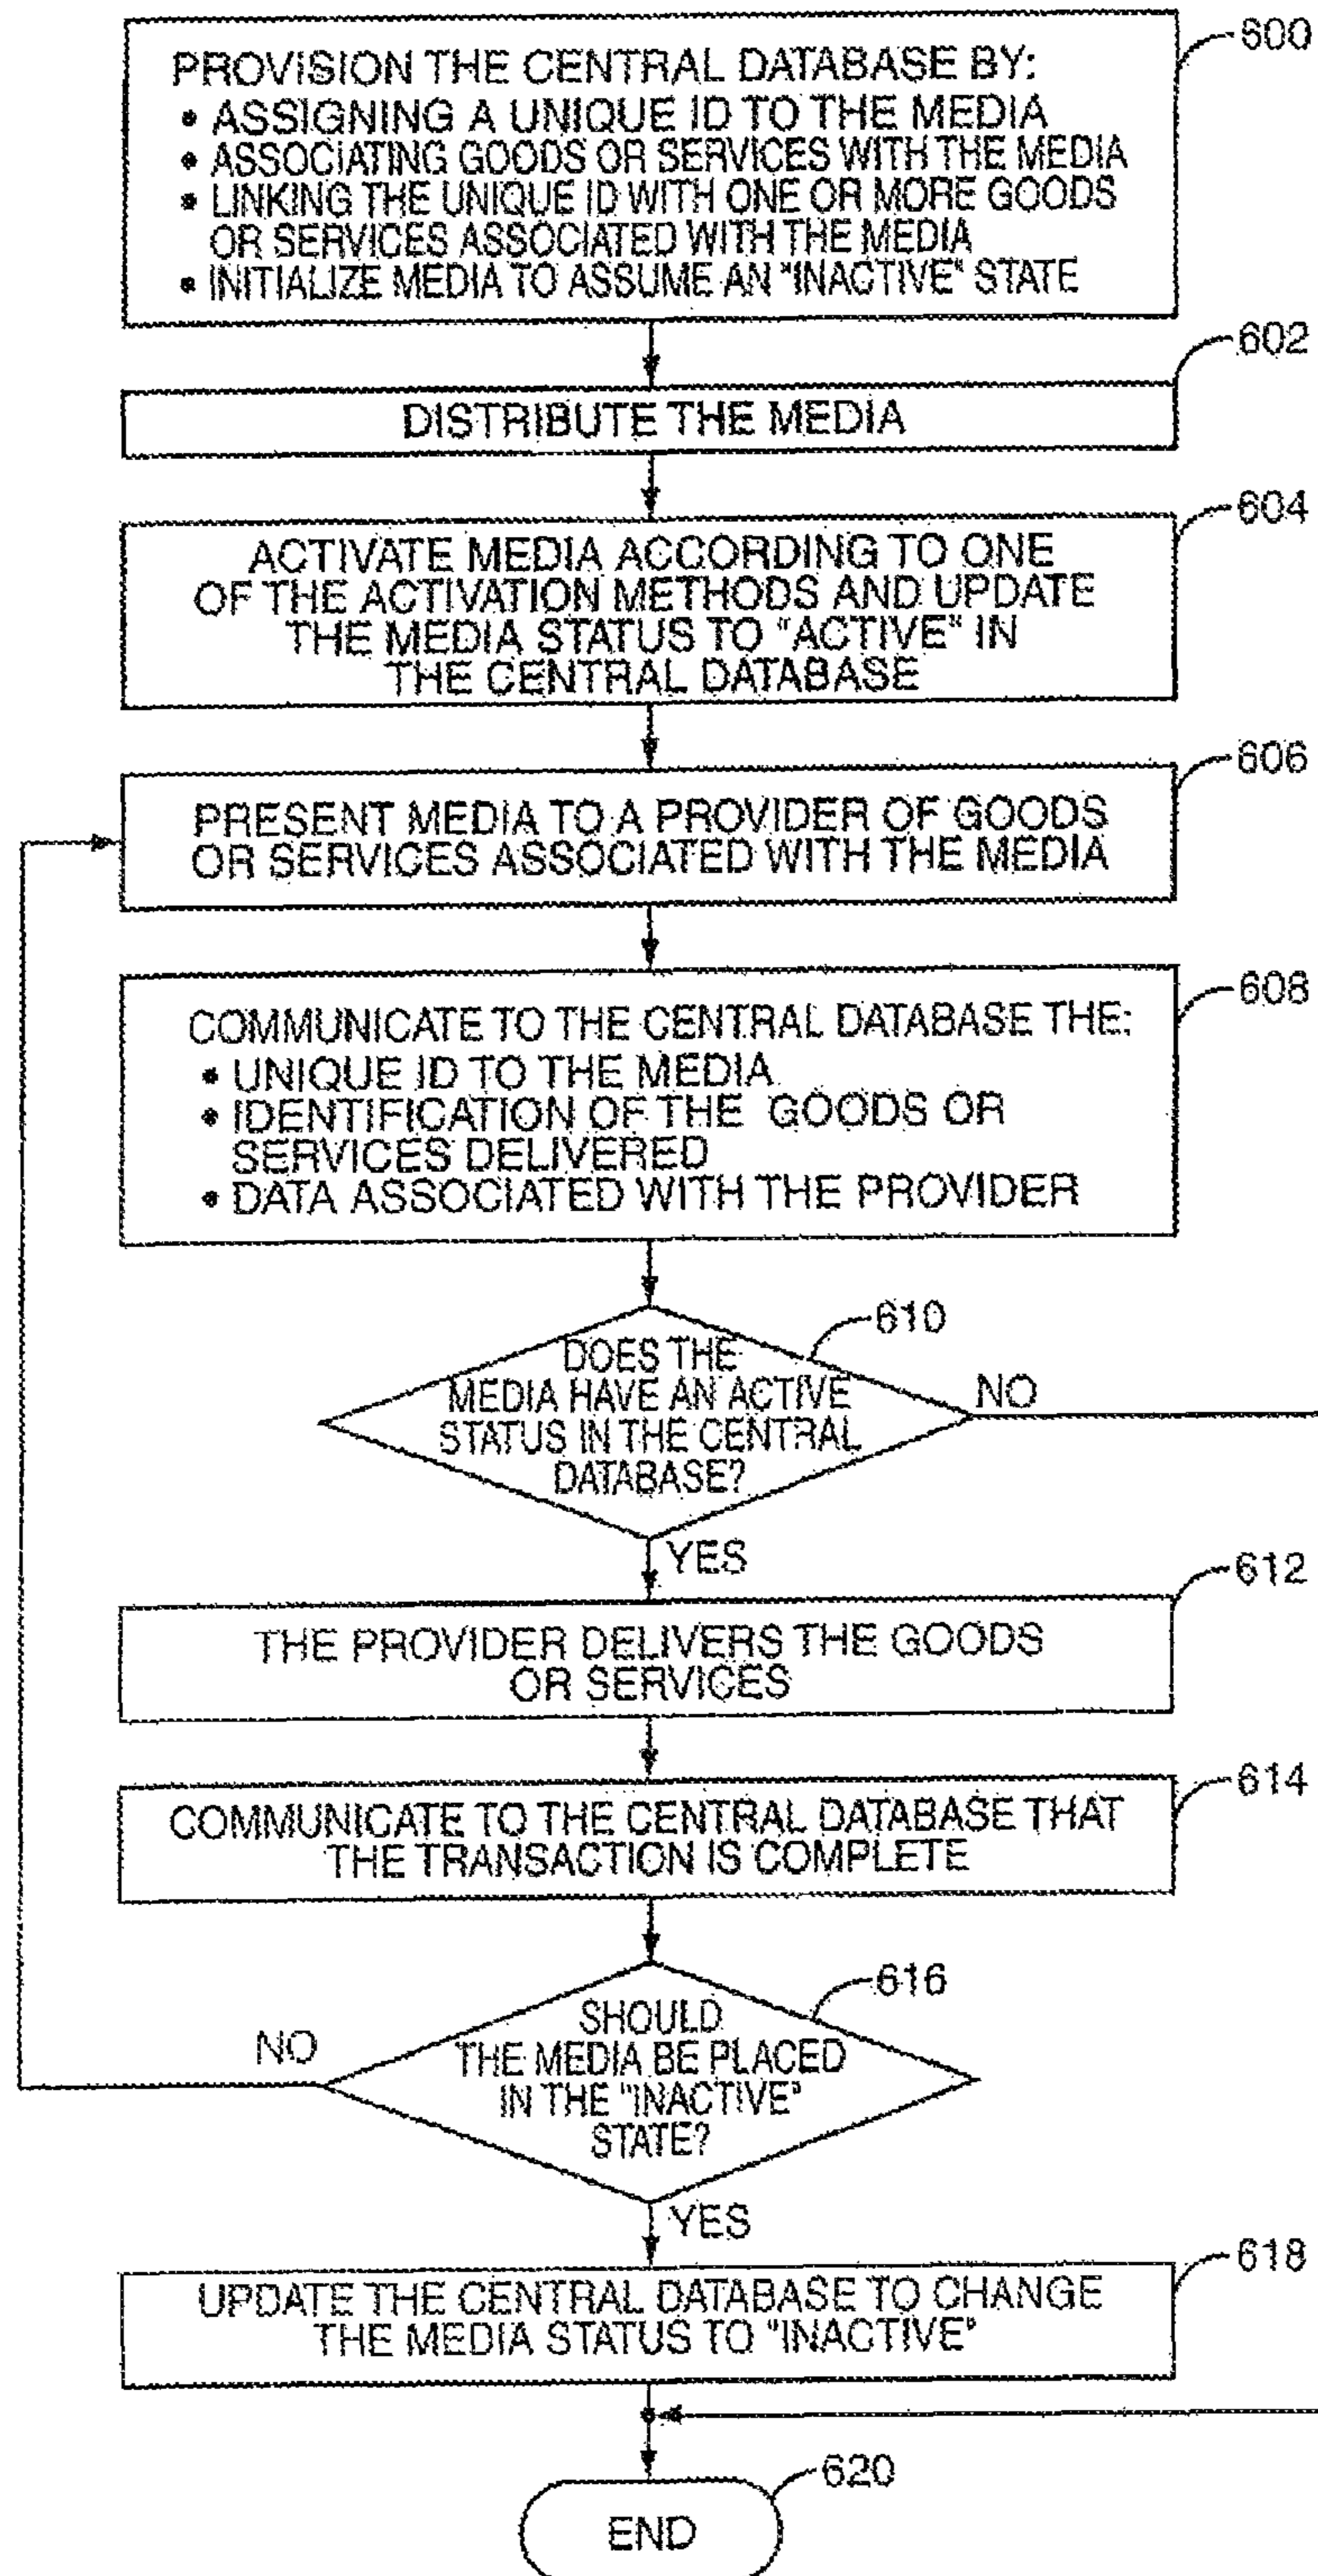 600
PROVISION THE CENTRAL DATABASE BY:
• ASSIGNING A UNIQUE ID TO THE MEDIA
• ASSOCIATING GOODS OR SERVICES WITH THE MEDIA
• LINKING THE UNIQUE ID WITH ONE OR MORE GOODS
OR SERVICES ASSOCIATED WITH THE MEDIA
• INITIALIZE MEDIA TO ASSUME AN "INACTIVE" STATE
602
DISTRIBUTE THE MEDIA
604
ACTIVATE MEDIA ACCORDING TO ONE
OF THE ACTIVATION METHODS AND UPDATE
THE MEDIA STATUS TO "ACTIVE" IN
THE CENTRAL DATABASE
606
PRESENT MEDIA TO A PROVIDER OF GOODS
OR SERVICES ASSOCIATED WITH THE MEDIA
608
COMMUNICATE TO THE CENTRAL DATABASE THE:
• UNIQUE ID TO THE MEDIA
• IDENTIFICATION OF THE GOODS OR
SERVICES DELIVERED
• DATA ASSOCIATED WITH THE PROVIDER
610
DOES THE
MEDIA HAVE AN ACTIVE
STATUS IN THE CENTRAL
DATABASE?
NO
YES
612
THE PROVIDER DELIVERS THE GOODS
OR SERVICES
614
COMMUNICATE TO THE CENTRAL DATABASE THAT
THE TRANSACTION IS COMPLETE
616
SHOULD
THE MEDIA BE PLACED
IN THE "INACTIVE"
STATE?
NO
YES
618
UPDATE THE CENTRAL DATABASE TO CHANGE
THE MEDIA STATUS TO "INACTIVE"
620
END